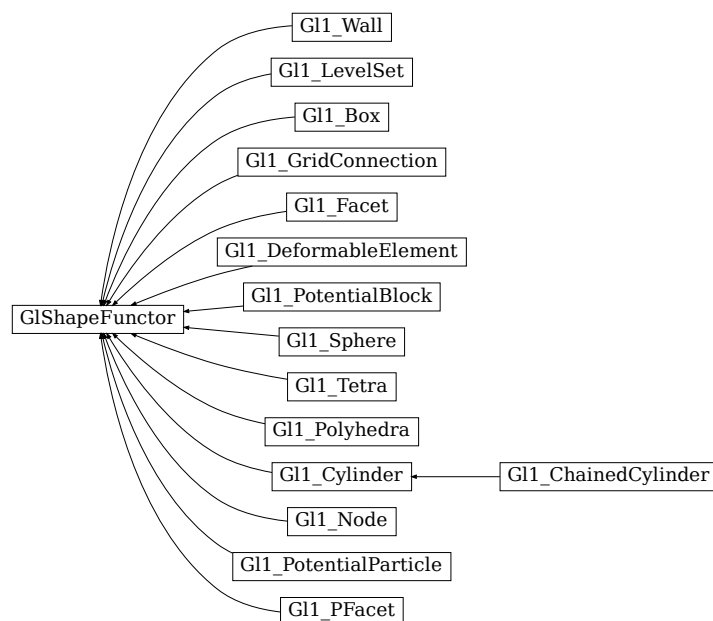 Gl1_Wall
Gl1_LevelSet
Gl1_Box
Gl1_GridConnection
Gl1_Facet
Gl1_DeformableElement
Gl1_PotentialBlock
GlShapeFunctor
Gl1_Sphere
Gl1_Tetra
Gl1_Polyhedra
Gl1_Cylinder
Gl1_ChainedCylinder
Gl1_Node
Gl1_PotentialParticle
Gl1_PFacet